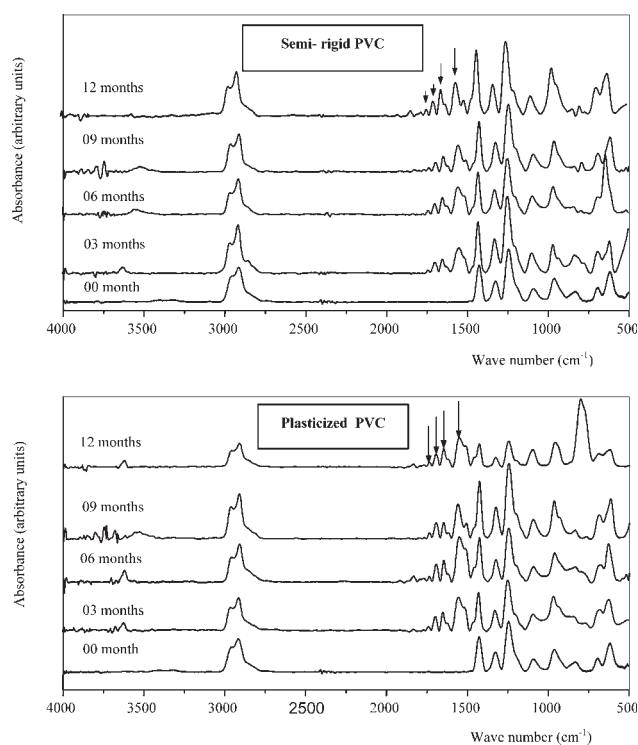 Semi- rigid PVC
Absorbance (arbitrary units)
12 months
09 months
06 months
03 months
00 month
4000 3500 3000 2500 2000 1500 1000 500
Wave number (cm-1)
Plasticized PVC
Absorbance (arbitrary units)
12 months
09 months
06 months
03 months
00 month
4000 3500 3000 2500 2000 1500 1000 500
Wave number (cm-1)